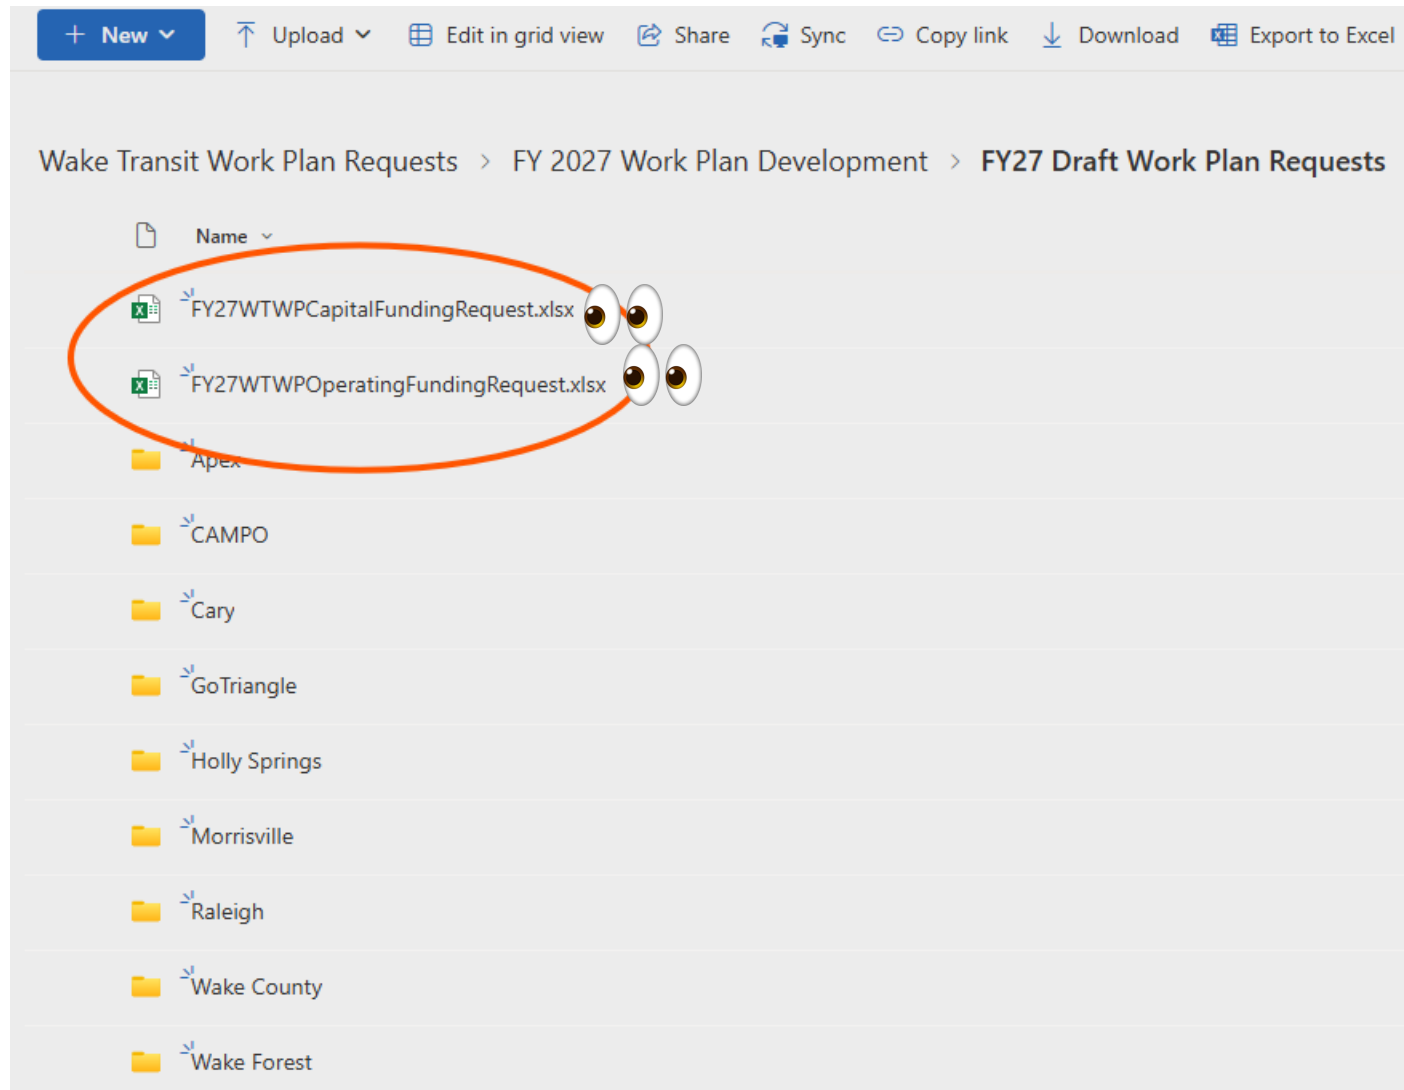 + New Upload Edit in grid view Share Sync Copy link Download Export to Excel
Wake Transit Work Plan Requests > FY 2027 Work Plan Development > FY27 Draft Work Plan Requests
Name
FY27WTWPCapitalFundingRequest.xlsx
FY27WTWPOperatingFundingRequest.xlsx
Apex
CAMPO
Cary
GoTriangle
Holly Springs
Morrisville
Raleigh
Wake County
Wake Forest